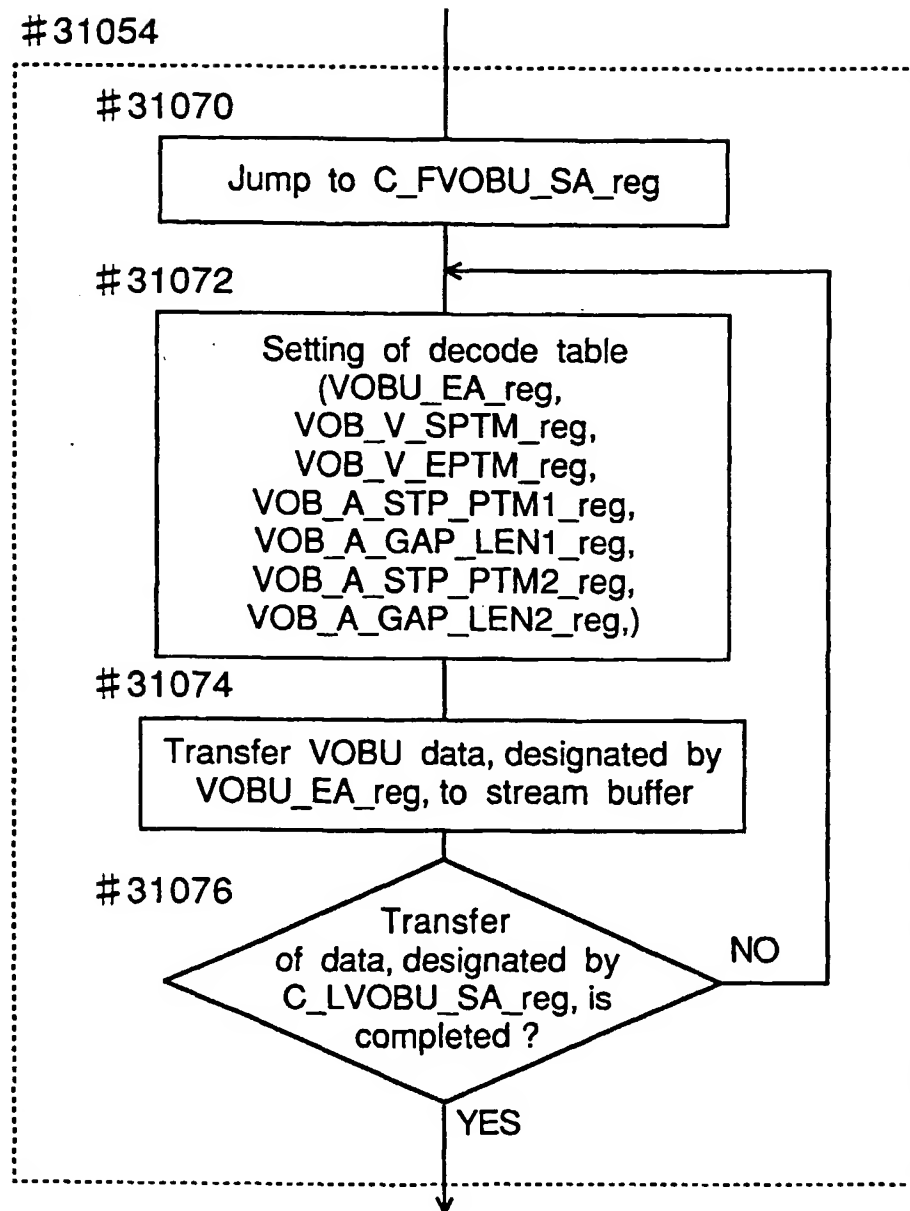 #31054
#31070
Jump to C_FVOBU_SA_reg
#31072
Setting of decode table
(VOBU_EA_reg,
VOB_V_SPTM_reg,
VOB_V_EPTM_reg,
VOB_A_STP_PTM1_reg,
VOB_A_GAP_LEN1_reg,
VOB_A_STP_PTM2_reg,
VOB_A_GAP_LEN2_reg,)
#31074
Transfer VOBU data, designated by
VOBU_EA_reg, to stream buffer
#31076
Transfer
of data, designated by
C_LVOBU_SA_reg, is
completed ?
NO
YES